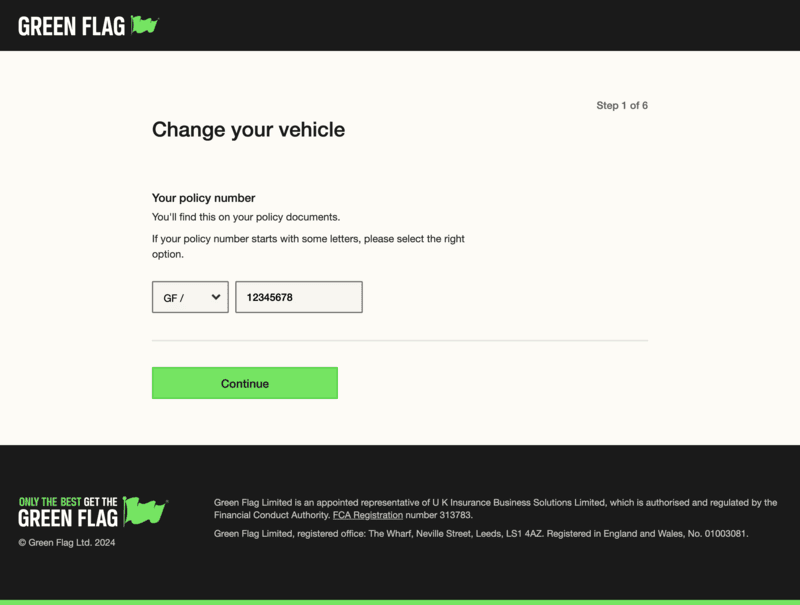 GREEN FLAG
Step 1 of 6
Change your vehicle
Your policy number
You'll find this on your policy documents.
If your policy number starts with some letters, please select the right
option.
GF /
12345678
Continue
ONLY THE BEST GET THE
GREEN FLAG
© Green Flag Ltd. 2024
Green Flag Limited is an appointed representative of U K Insurance Business Solutions Limited, which is authorised and regulated by the
Financial Conduct Authority. FCA Registration number 313783.
Green Flag Limited, registered office: The Wharf, Neville Street, Leeds, LS1 4AZ. Registered in England and Wales, No. 01003081.